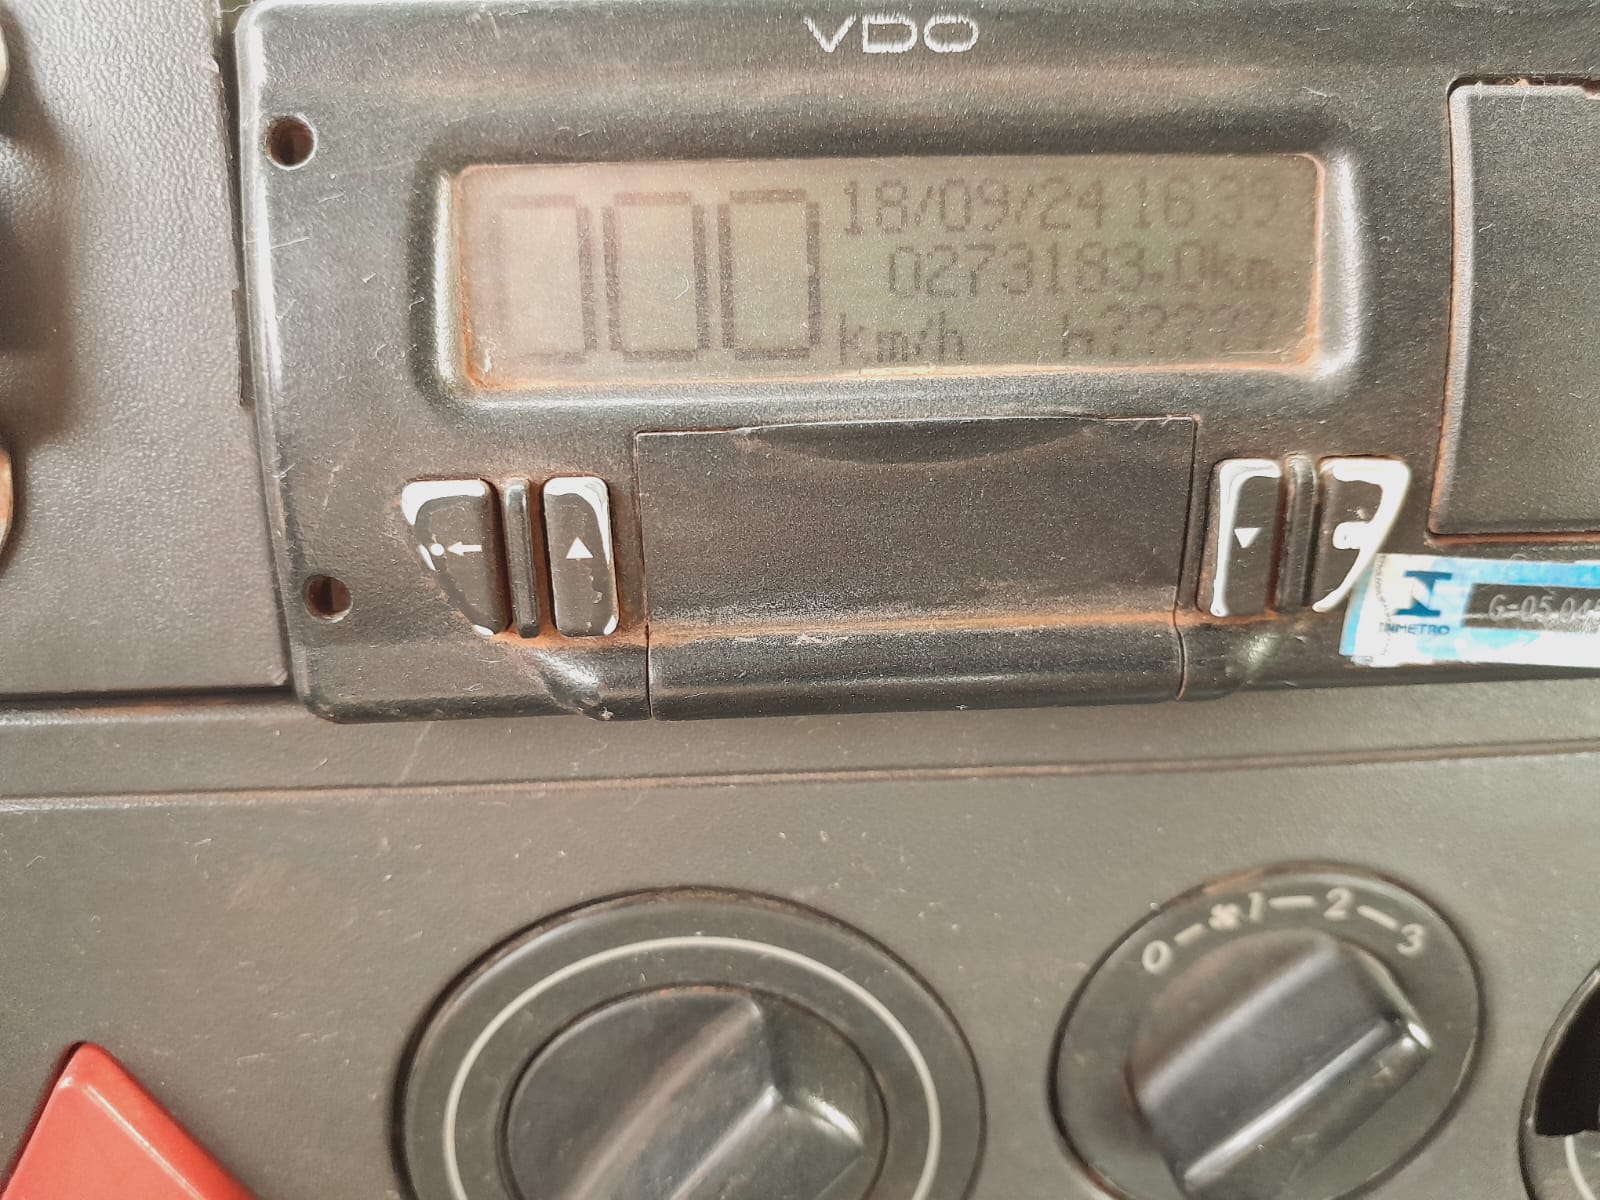 VDO
000
18/09/24 16 39
0273183.0km
km/h h?????
INMETRO
0-*1-2-3